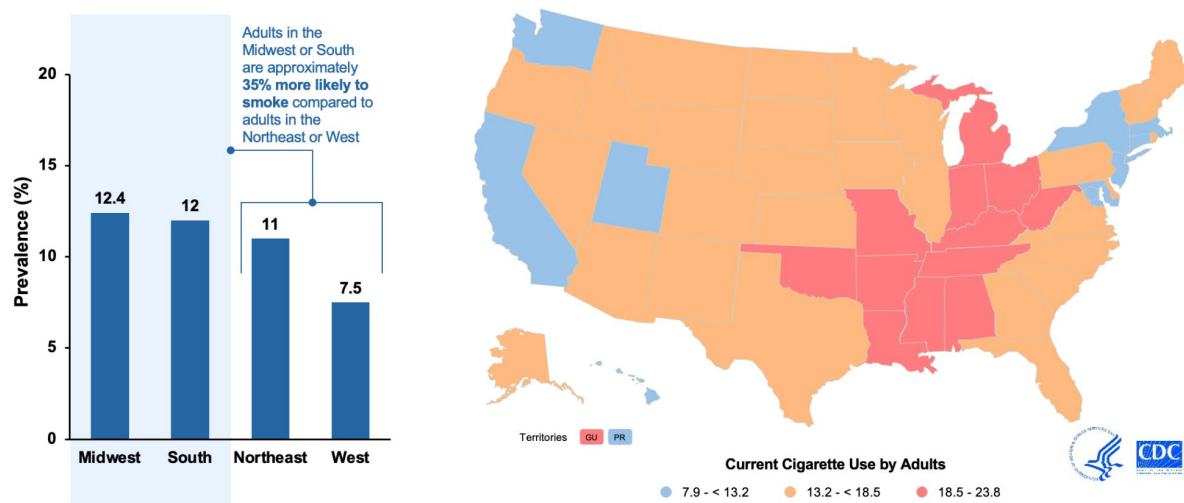 Adults in the
Midwest or South
are approximately
35% more likely to
smoke compared to
adults in the
Northeast or West
Prevalence (%)
20
15
10
5
0
12.4
12
11
7.5
Midwest
South
Northeast
West
Territories
GU
PR
Current Cigarette Use by Adults
7.9 - < 13.2
13.2 - < 18.5
18.5 - 23.8
CDC